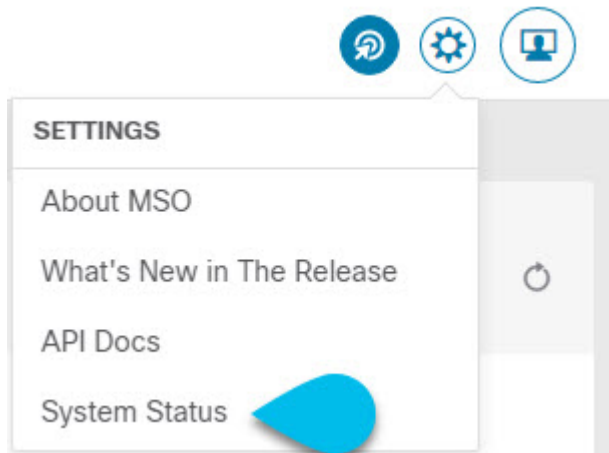 SETTINGS
About MSO
What's New in The Release
API Docs
System Status